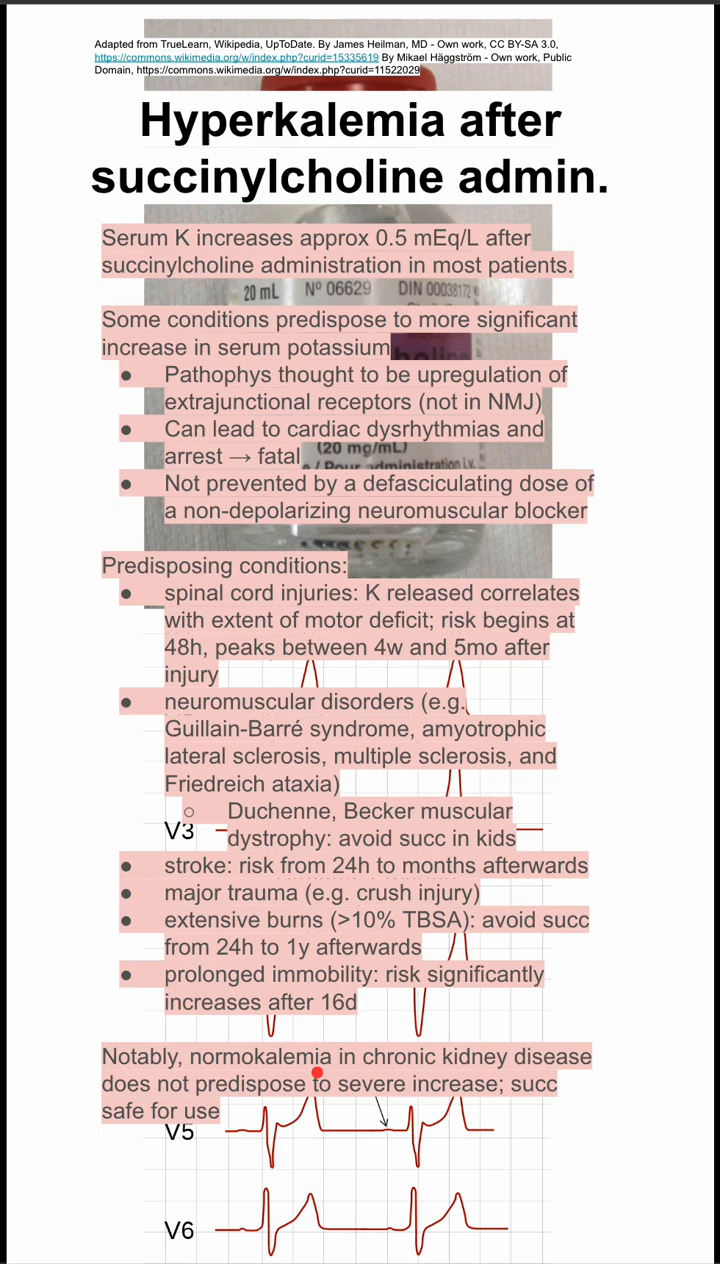 Adapted from TrueLearn, Wikipedia, UpToDate. By James Heilman, MD - Own work, CC BY-SA 3.0,
https://commons.wikimedia.org/w/index.php?curid=15335619 By Mikael Häggström - Own work, Public
Domain, https://commons.wikimedia.org/w/index.php?curid=11522029
Hyperkalemia after
succinylcholine admin.
Serum K increases approx 0.5 mEq/L after
succinylcholine administration in most patients.
20 mL Nº 06629 DIN 00038172
Some conditions predispose to more significant
increase in serum potassium
● Pathophys thought to be upregulation of
extrajunctional receptors (not in NMJ)
● Can lead to cardiac dysrhythmias and
arrest → fatal
(20 mg/mL)
/ Pour administration i.v.
● Not prevented by a defasciculating dose of
a non-depolarizing neuromuscular blocker
Predisposing conditions:
● spinal cord injuries: K released correlates
with extent of motor deficit; risk begins at
48h, peaks between 4w and 5mo after
injury
● neuromuscular disorders (e.g.
Guillain-Barré syndrome, amyotrophic
lateral sclerosis, multiple sclerosis, and
Friedreich ataxia)
○ Duchenne, Becker muscular
dystrophy: avoid succ in kids
V3
● stroke: risk from 24h to months afterwards
● major trauma (e.g. crush injury)
● extensive burns (>10% TBSA): avoid succ
from 24h to 1y afterwards
● prolonged immobility: risk significantly
increases after 16d
Notably, normokalemia in chronic kidney disease
does not predispose to severe increase; succ
safe for use
V5
V6